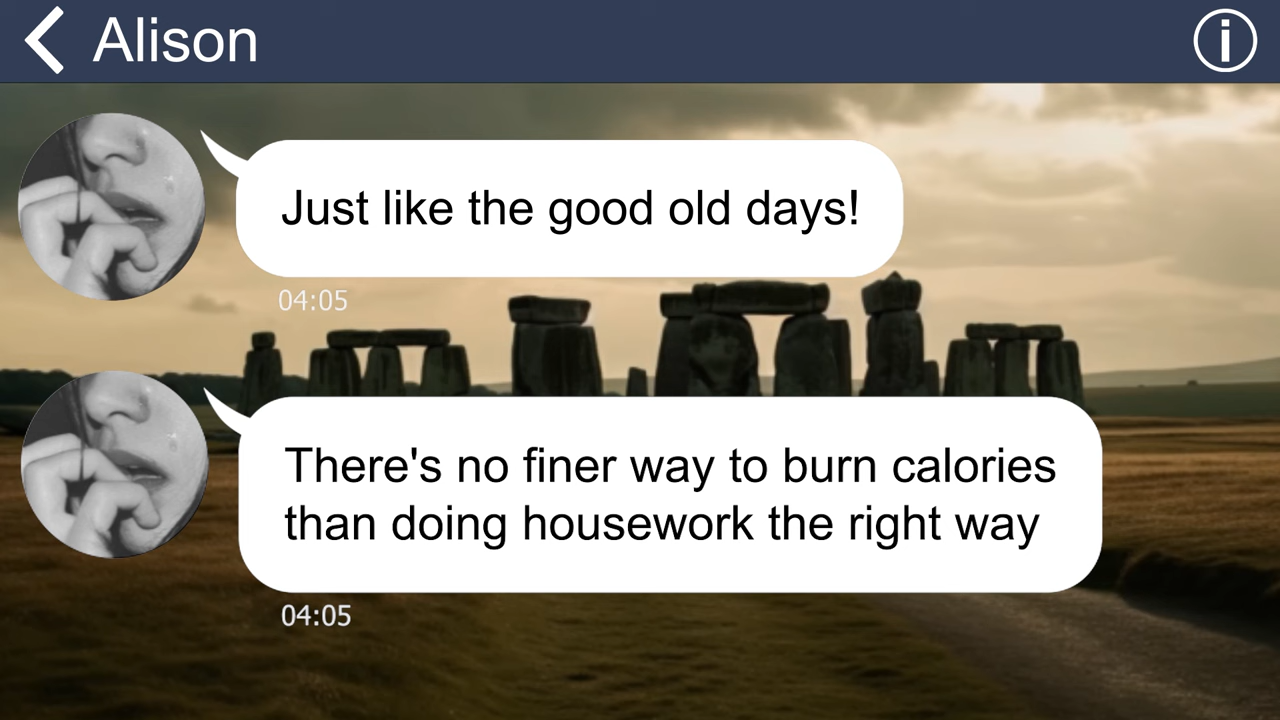 Alison
Just like the good old days!
04:05
There's no finer way to burn calories
than doing housework the right way
04:05